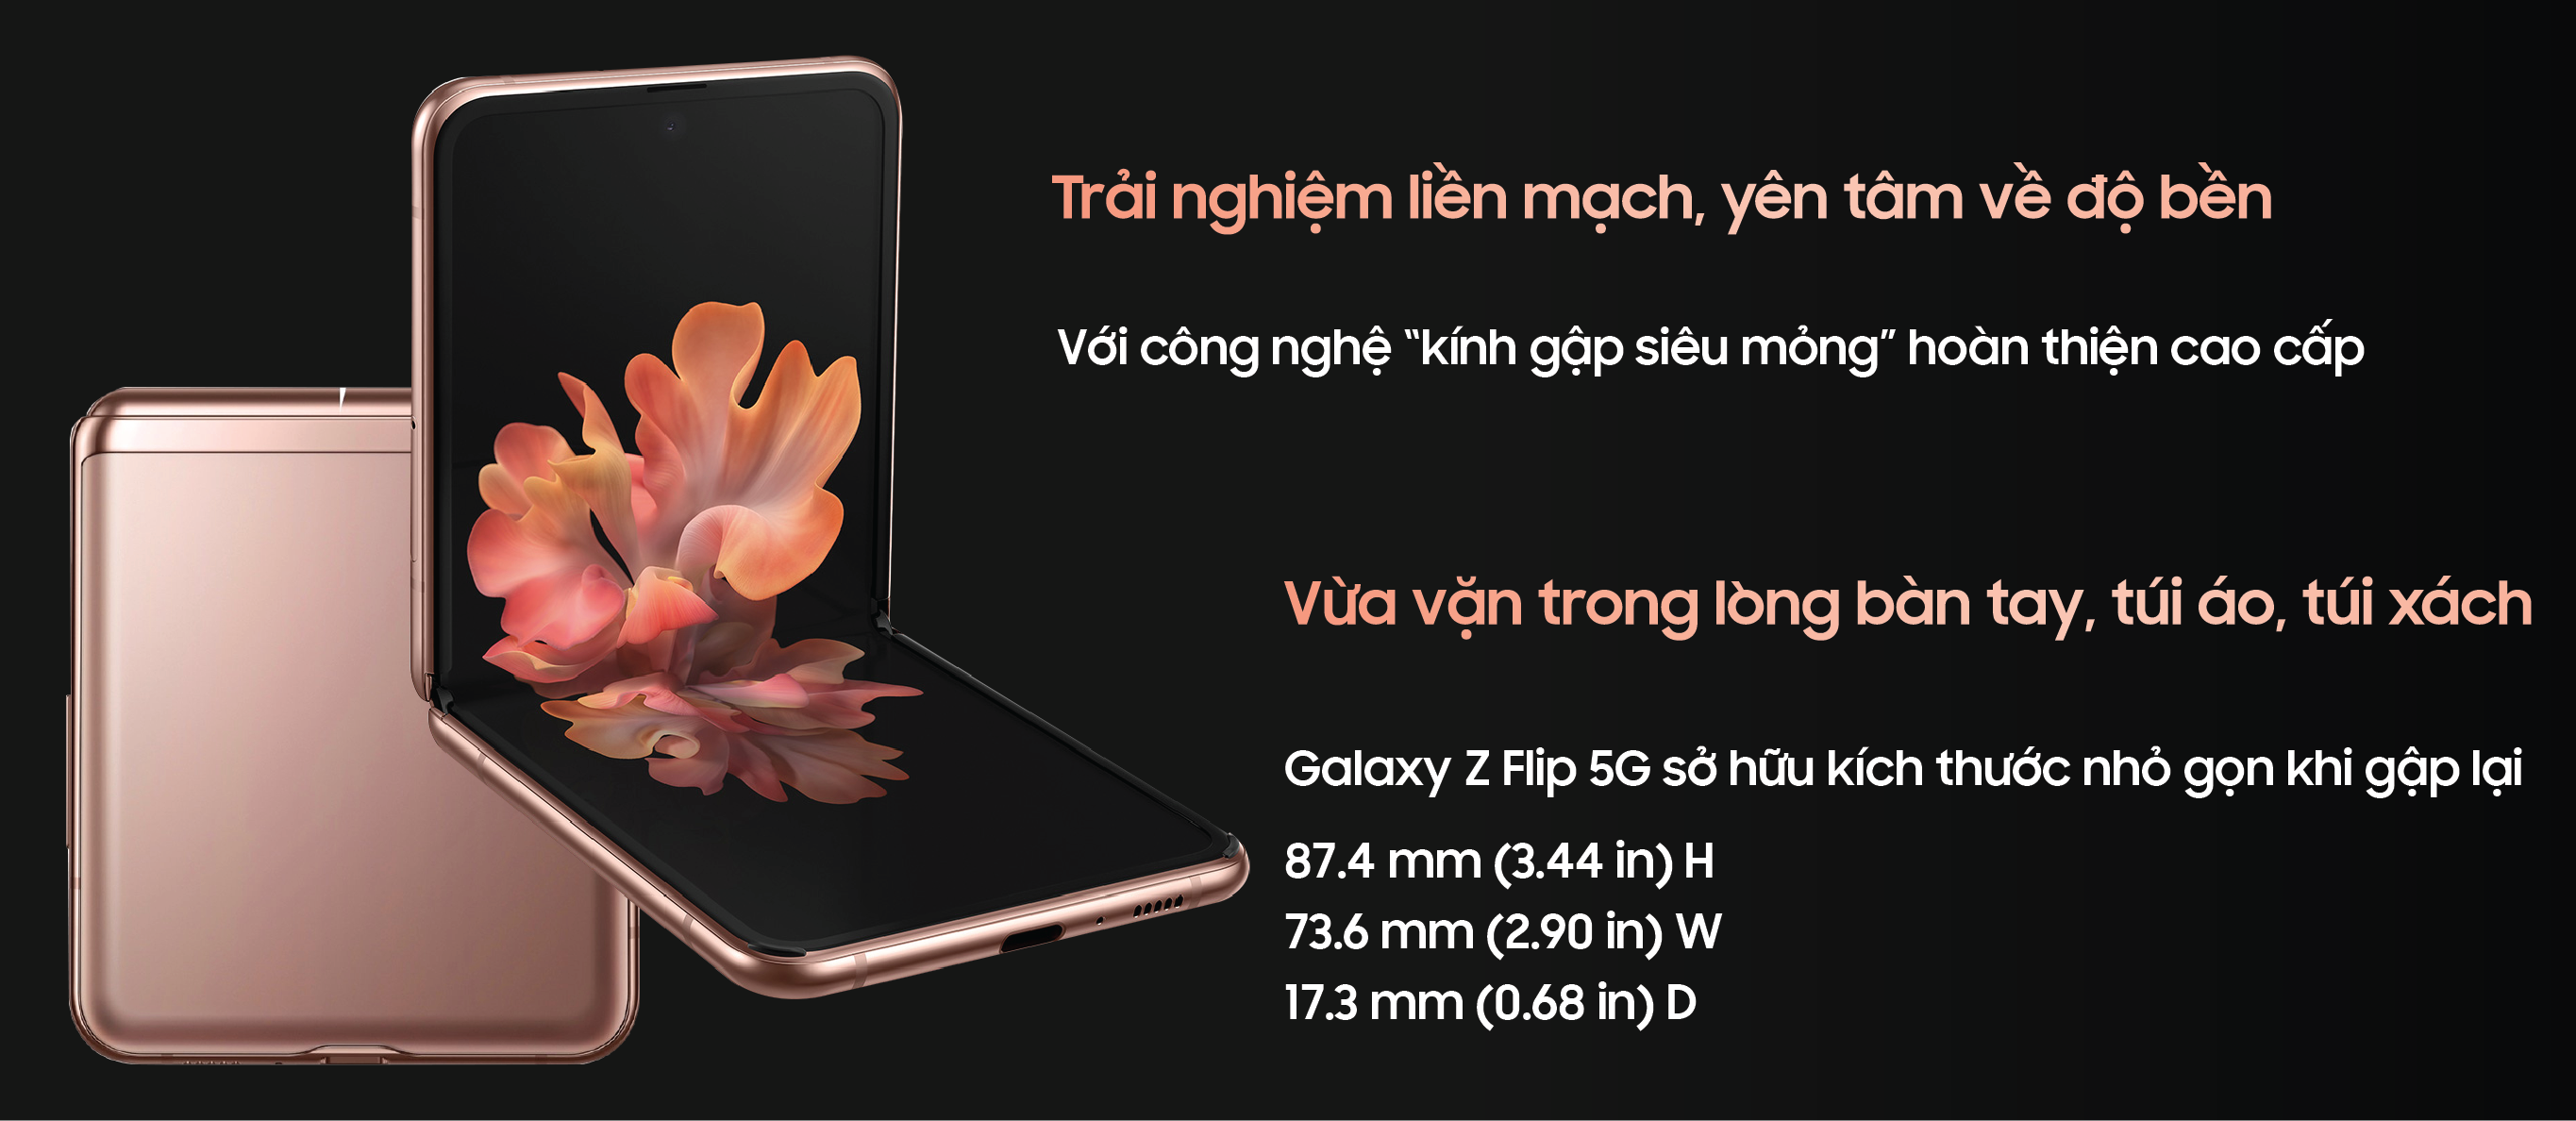 Trải nghiệm liền mạch, yên tâm về độ bền
Với công nghệ “kính gập siêu mỏng” hoàn thiện cao cấp
Vừa vặn trong lòng bàn tay, túi áo, túi xách
Galaxy Z Flip 5G sở hữu kích thước nhỏ gọn khi gập lại
87.4 mm (3.44 in) H
73.6 mm (2.90 in) W
17.3 mm (0.68 in) D